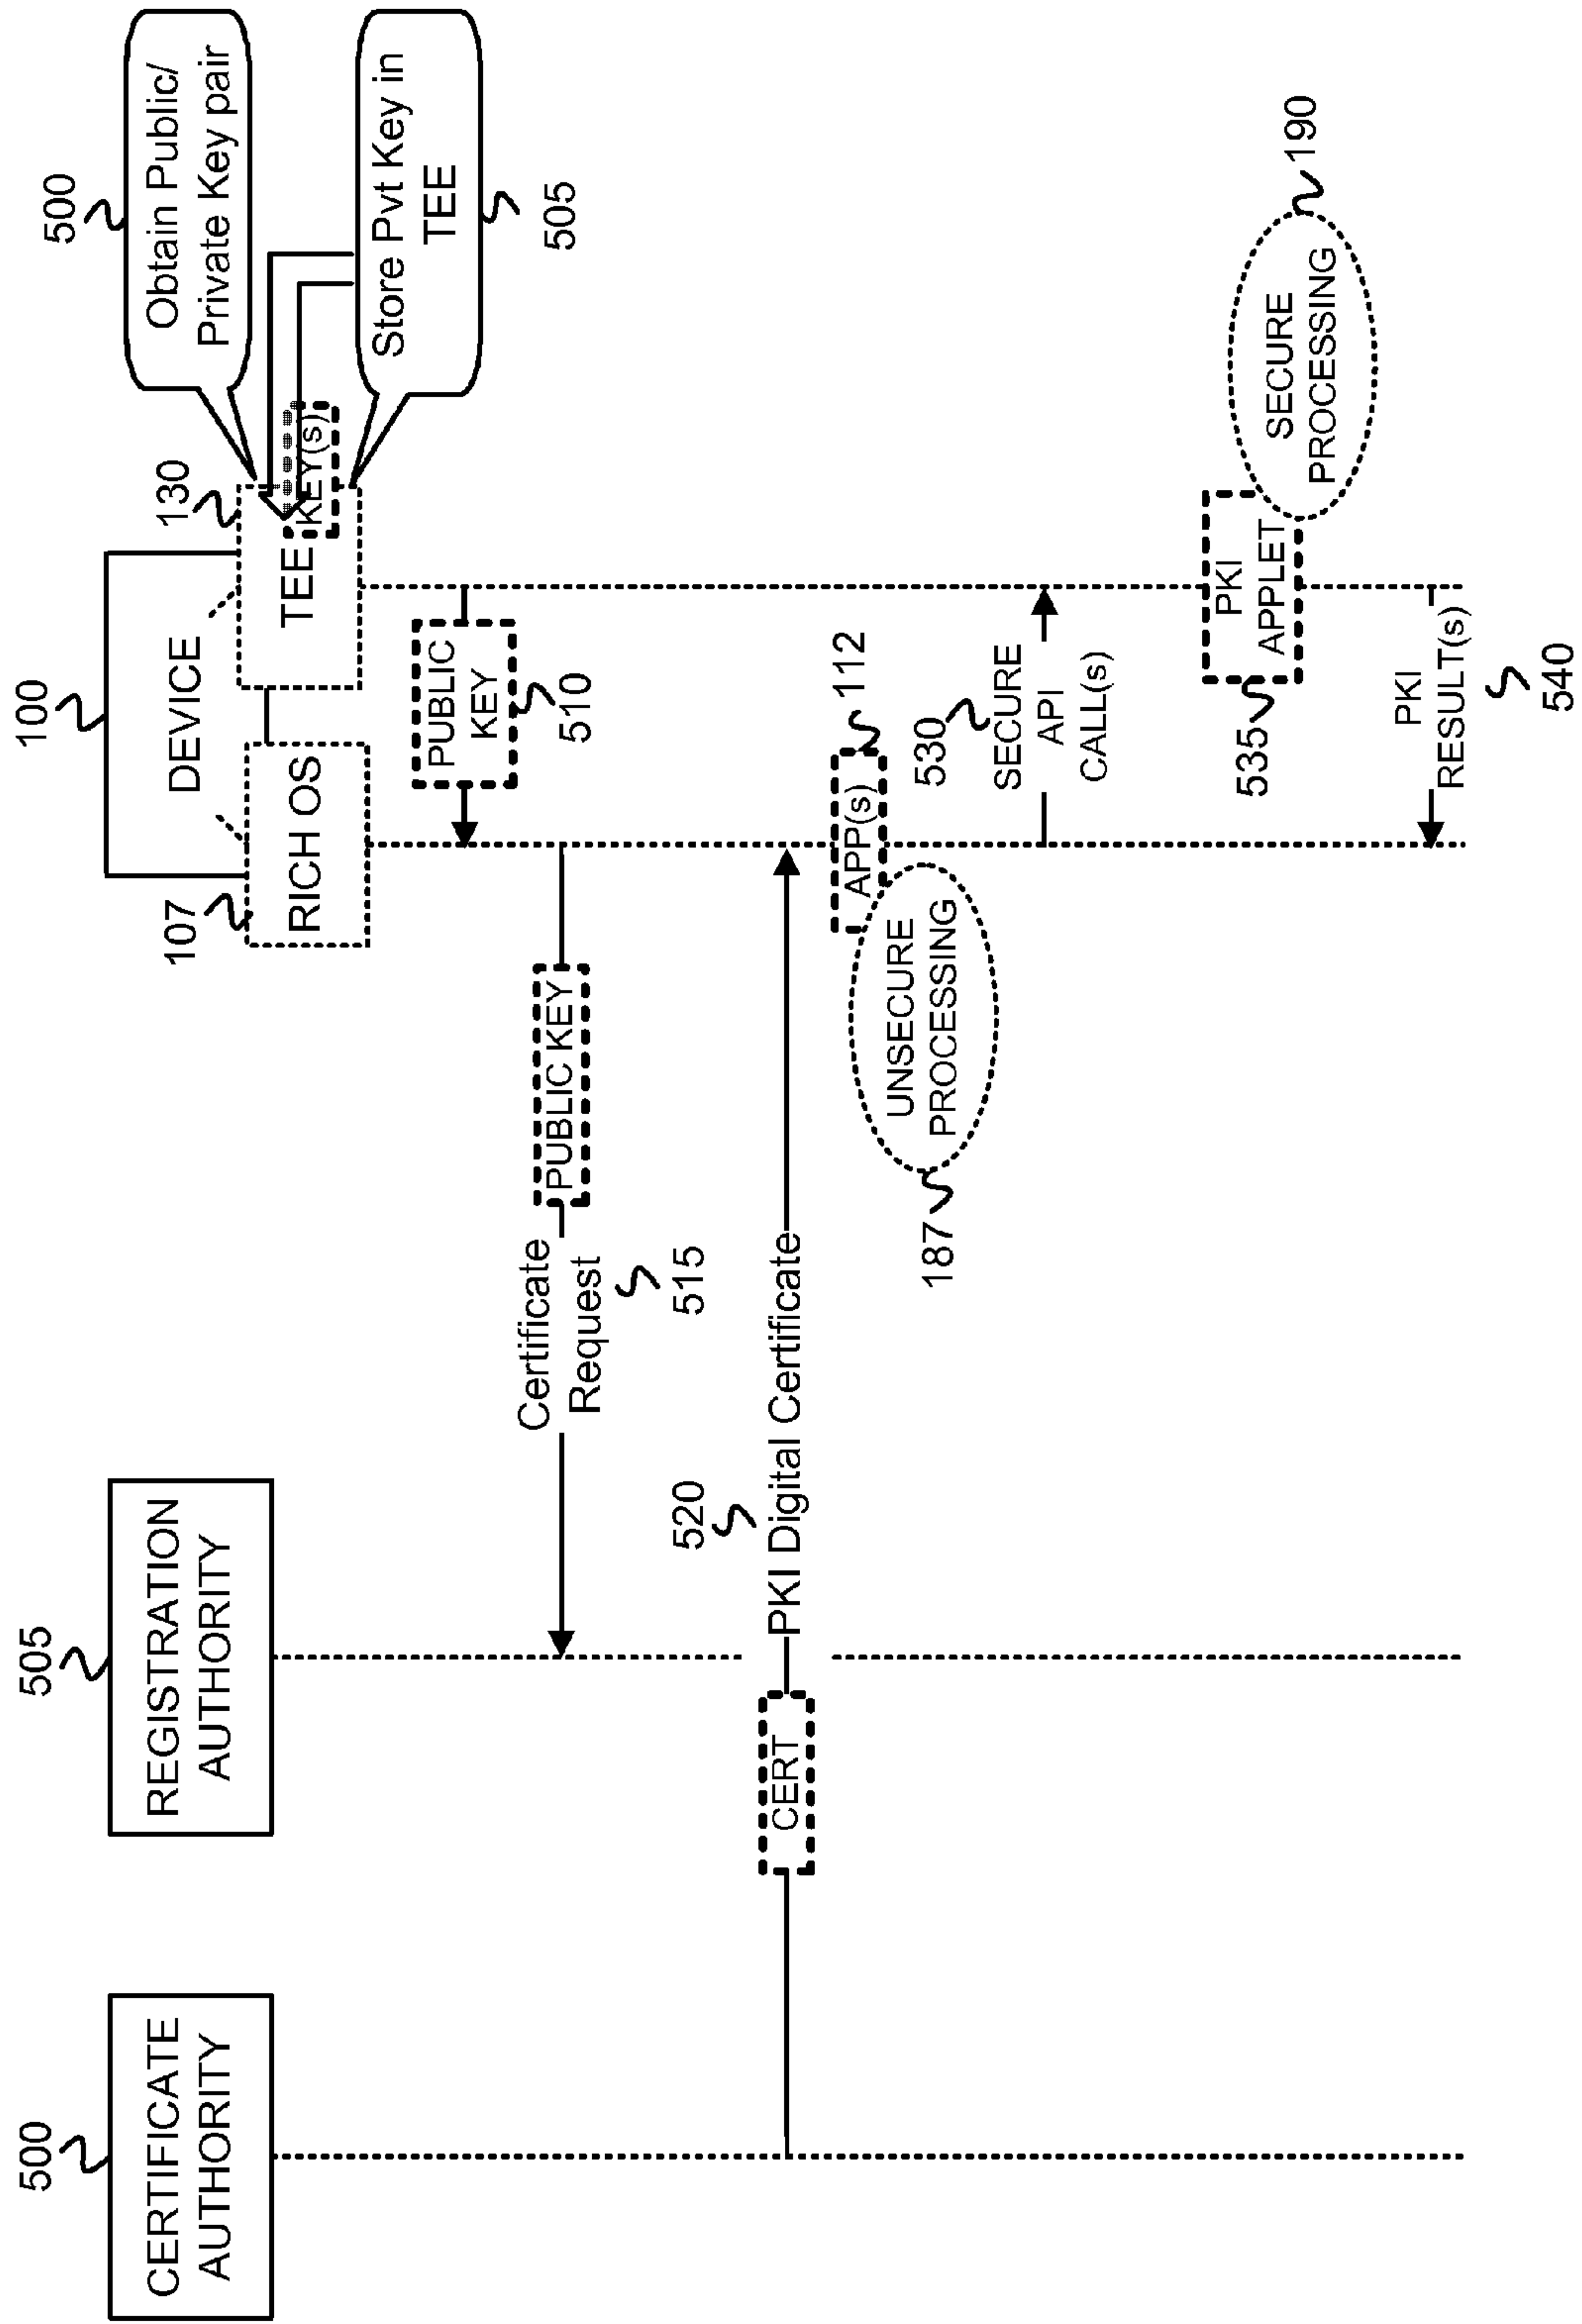 500
CERTIFICATE
AUTHORITY
505
REGISTRATION
AUTHORITY
100
DEVICE
107
RICH OS
130
TEE
KEY(s)
500
Obtain Public/
Private Key pair
Store Pvt Key in
TEE
505
PUBLIC
KEY
510
PUBLIC KEY
Certificate
Request
515
CERT
520
PKI Digital Certificate
APP(s)
112
UNSECURE
PROCESSING
187
530
SECURE
API
CALL(s)
PKI
APPLET
535
SECURE
PROCESSING
190
PKI
RESULT(s)
540